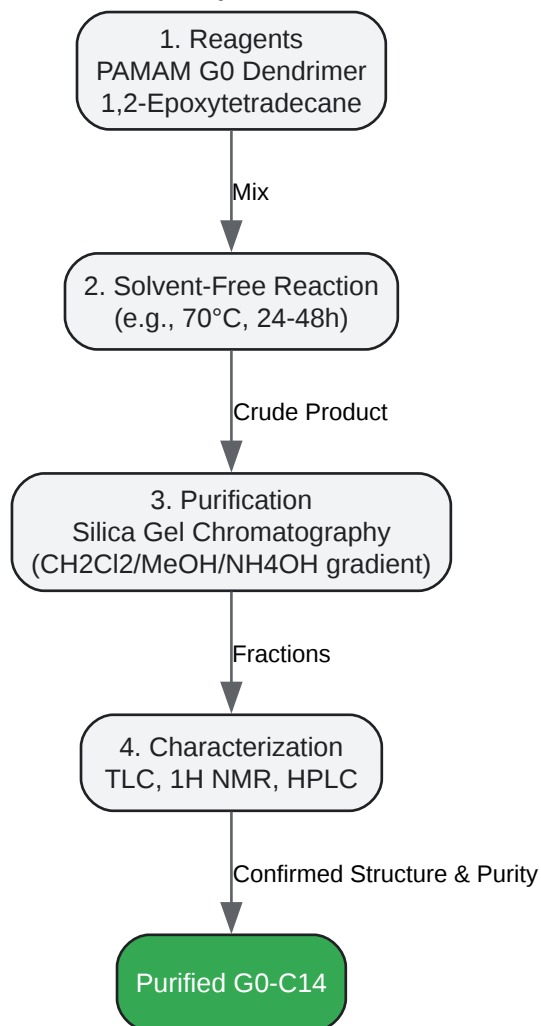 1. Reagents
PAMAM G0 Dendrimer
1,2-Epoxytetradecane
Mix
2. Solvent-Free Reaction
(e.g., 70°C, 24-48h)
Crude Product
3. Purification
Silica Gel Chromatography
(CH2Cl2/MeOH/NH4OH gradient)
Fractions
4. Characterization
TLC, 1H NMR, HPLC
Confirmed Structure & Purity
Purified G0-C14